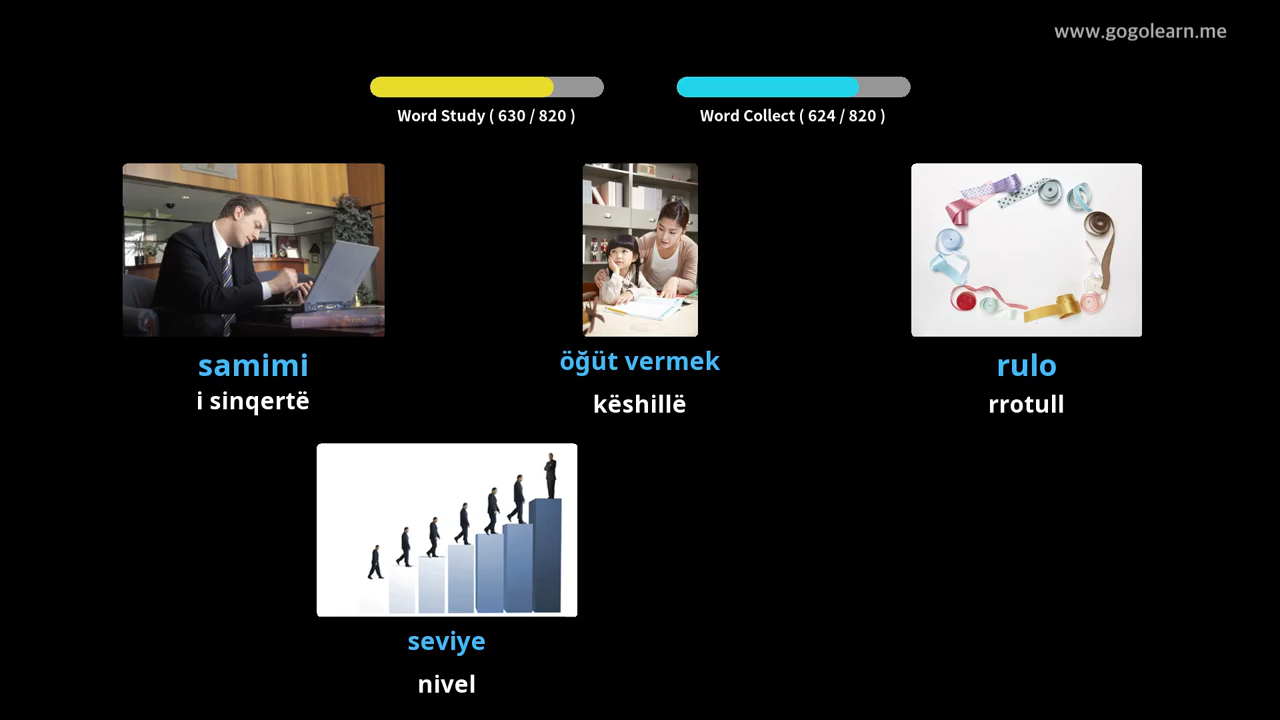 www.gogolearn.me
Word Study ( 630 / 820 )
Word Collect ( 624 / 820 )
samimi
i sinqertë
öğüt vermek
këshillë
rulo
rrotull
seviye
nivel